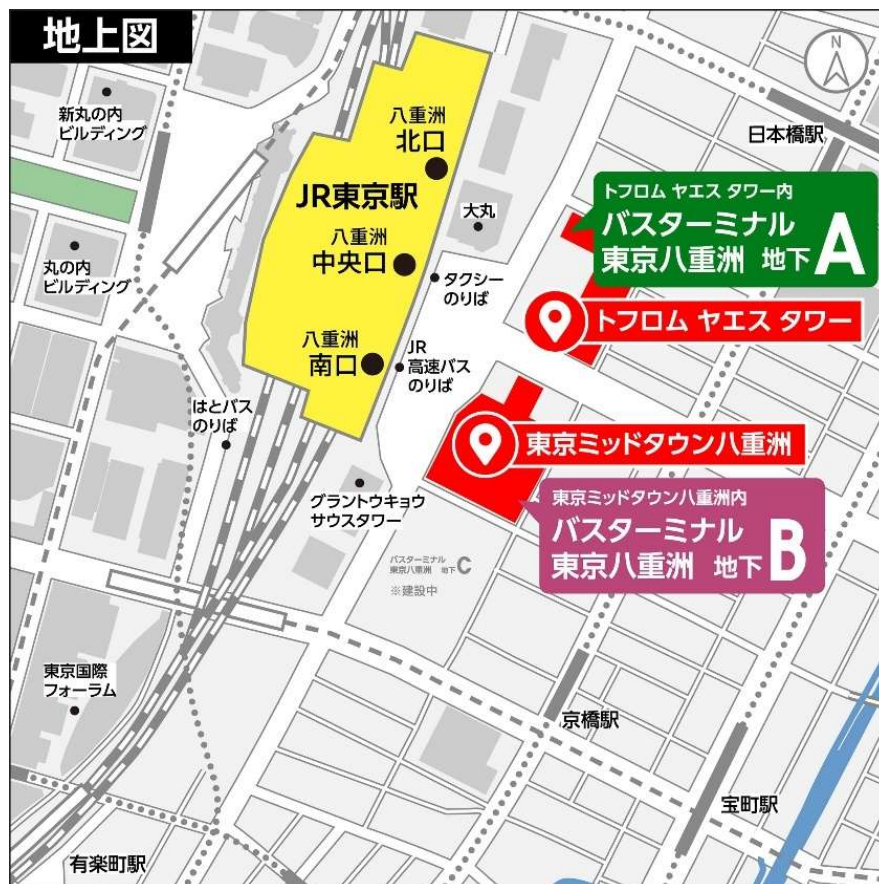 地上図
N
新丸の内
ビルディング
八重洲
北口
日本橋駅
JR東京駅
大丸
トフロム ヤエス タワー内
バスターミナル
東京八重洲 地下 A
丸の内
ビルディング
八重洲
中央口
タクシー
のりば
トフロム ヤエス タワー
八重洲
南口
JR
高速バス
のりば
はとバス
のりば
東京ミッドタウン八重洲
グラントウキョウ
サウスタワー
東京ミッドタウン八重洲内
バスターミナル
東京八重洲 地下 B
バスターミナル
東京八重洲 地下 C
※建設中
東京国際
フォーラム
京橋駅
宝町駅
有楽町駅